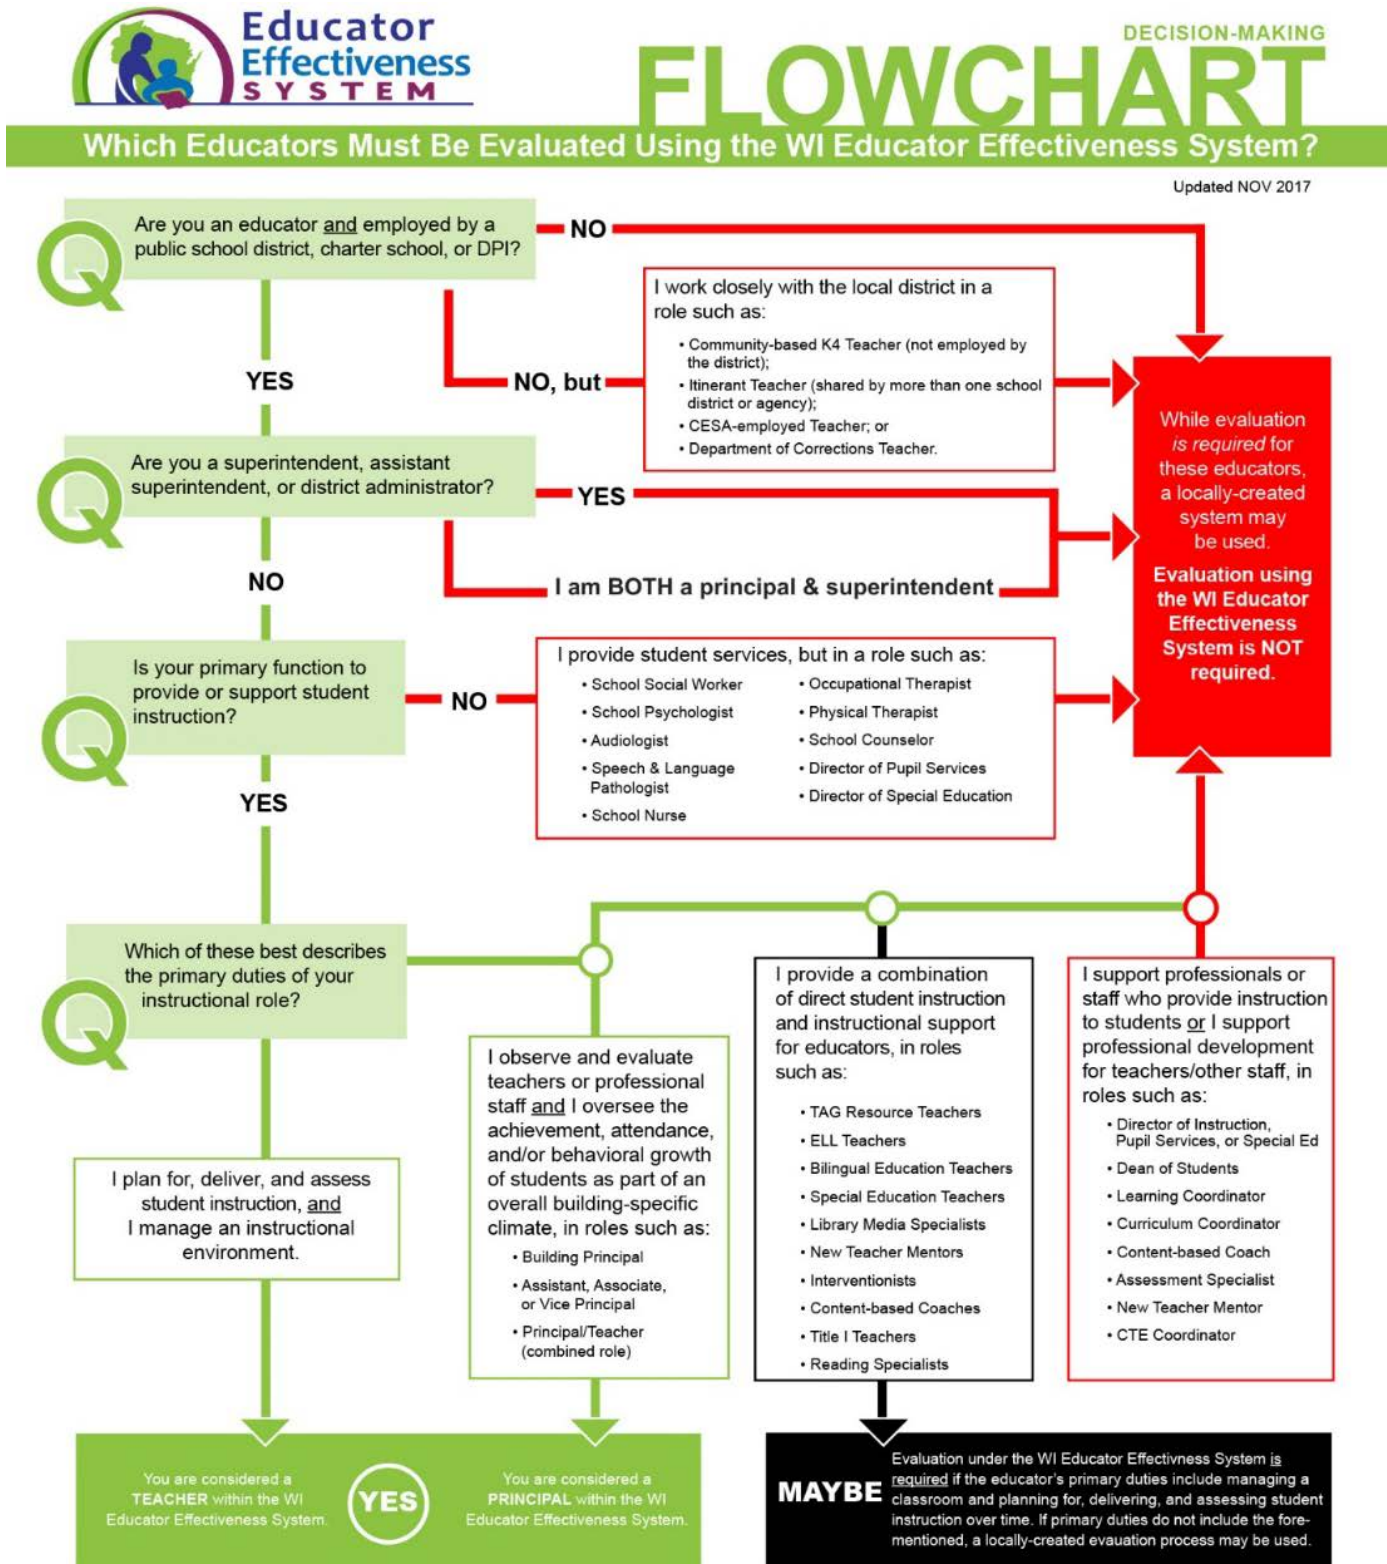 Educator
Effectiveness
SYSTEM
DECISION-MAKING
FLOWCHART
Which Educators Must Be Evaluated Using the WI Educator Effectiveness System?
Updated NOV 2017
Q
Are you an educator and employed by a
public school district, charter school, or DPI?
NO
I work closely with the local district in a
role such as:
• Community-based K4 Teacher (not employed by
the district);
• Itinerant Teacher (shared by more than one school
district or agency);
• CESA-employed Teacher; or
• Department of Corrections Teacher.
YES
NO, but
While evaluation
is required for
these educators,
a locally-created
system may
be used.
Evaluation using
the WI Educator
Effectiveness
System is NOT
required.
Q
Are you a superintendent, assistant
superintendent, or district administrator?
YES
NO
I am BOTH a principal & superintendent
Q
Is your primary function to
provide or support student
instruction?
NO
I provide student services, but in a role such as:
• School Social Worker
• School Psychologist
• Audiologist
• Speech & Language
Pathologist
• School Nurse
• Occupational Therapist
• Physical Therapist
• School Counselor
• Director of Pupil Services
• Director of Special Education
YES
Q
Which of these best describes
the primary duties of your
instructional role?
I plan for, deliver, and assess
student instruction, and
I manage an instructional
environment.
I observe and evaluate
teachers or professional
staff and I oversee the
achievement, attendance,
and/or behavioral growth
of students as part of an
overall building-specific
climate, in roles such as:
• Building Principal
• Assistant, Associate,
or Vice Principal
• Principal/Teacher
(combined role)
I provide a combination
of direct student instruction
and instructional support
for educators, in roles
such as:
• TAG Resource Teachers
• ELL Teachers
• Bilingual Education Teachers
• Special Education Teachers
• Library Media Specialists
• New Teacher Mentors
• Interventionists
• Content-based Coaches
• Title I Teachers
• Reading Specialists
I support professionals or
staff who provide instruction
to students or I support
professional development
for teachers/other staff, in
roles such as:
• Director of Instruction,
Pupil Services, or Special Ed
• Dean of Students
• Learning Coordinator
• Curriculum Coordinator
• Content-based Coach
• Assessment Specialist
• New Teacher Mentor
• CTE Coordinator
You are considered a
TEACHER within the WI
Educator Effectiveness System.
YES
You are considered a
PRINCIPAL within the WI
Educator Effectiveness System.
MAYBE
Evaluation under the WI Educator Effectivness System is
required if the educator's primary duties include managing a
classroom and planning for, delivering, and assessing student
instruction over time. If primary duties do not include the fore-
mentioned, a locally-created evauation process may be used.